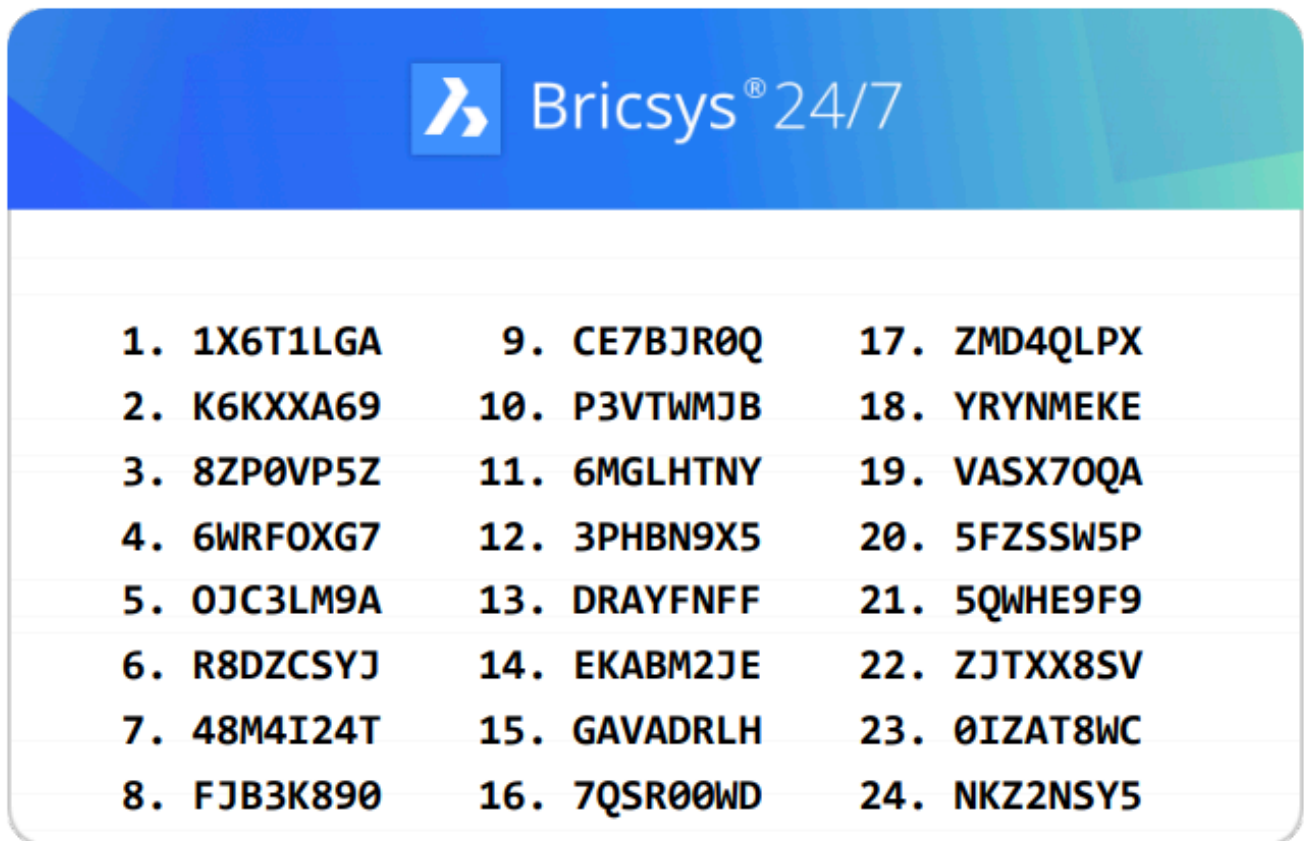 Bricsys® 24/7
1. 1X6T1LGA 9. CE7BJR0Q 17. ZMD4QLPX
2. K6KXXA69 10. P3VTWMJB 18. YRYNMEKE
3. 8ZP0VP5Z 11. 6MGLHTNY 19. VASX7OQA
4. 6WRFOXG7 12. 3PHBN9X5 20. 5FZSSW5P
5. OJC3LM9A 13. DRAYFNFF 21. 5QWHE9F9
6. R8DZCSYJ 14. EKABM2JE 22. ZJTXX8SV
7. 48M4I24T 15. GAVADRLH 23. 0IZAT8WC
8. FJB3K890 16. 7QSR00WD 24. NKZ2NSY5